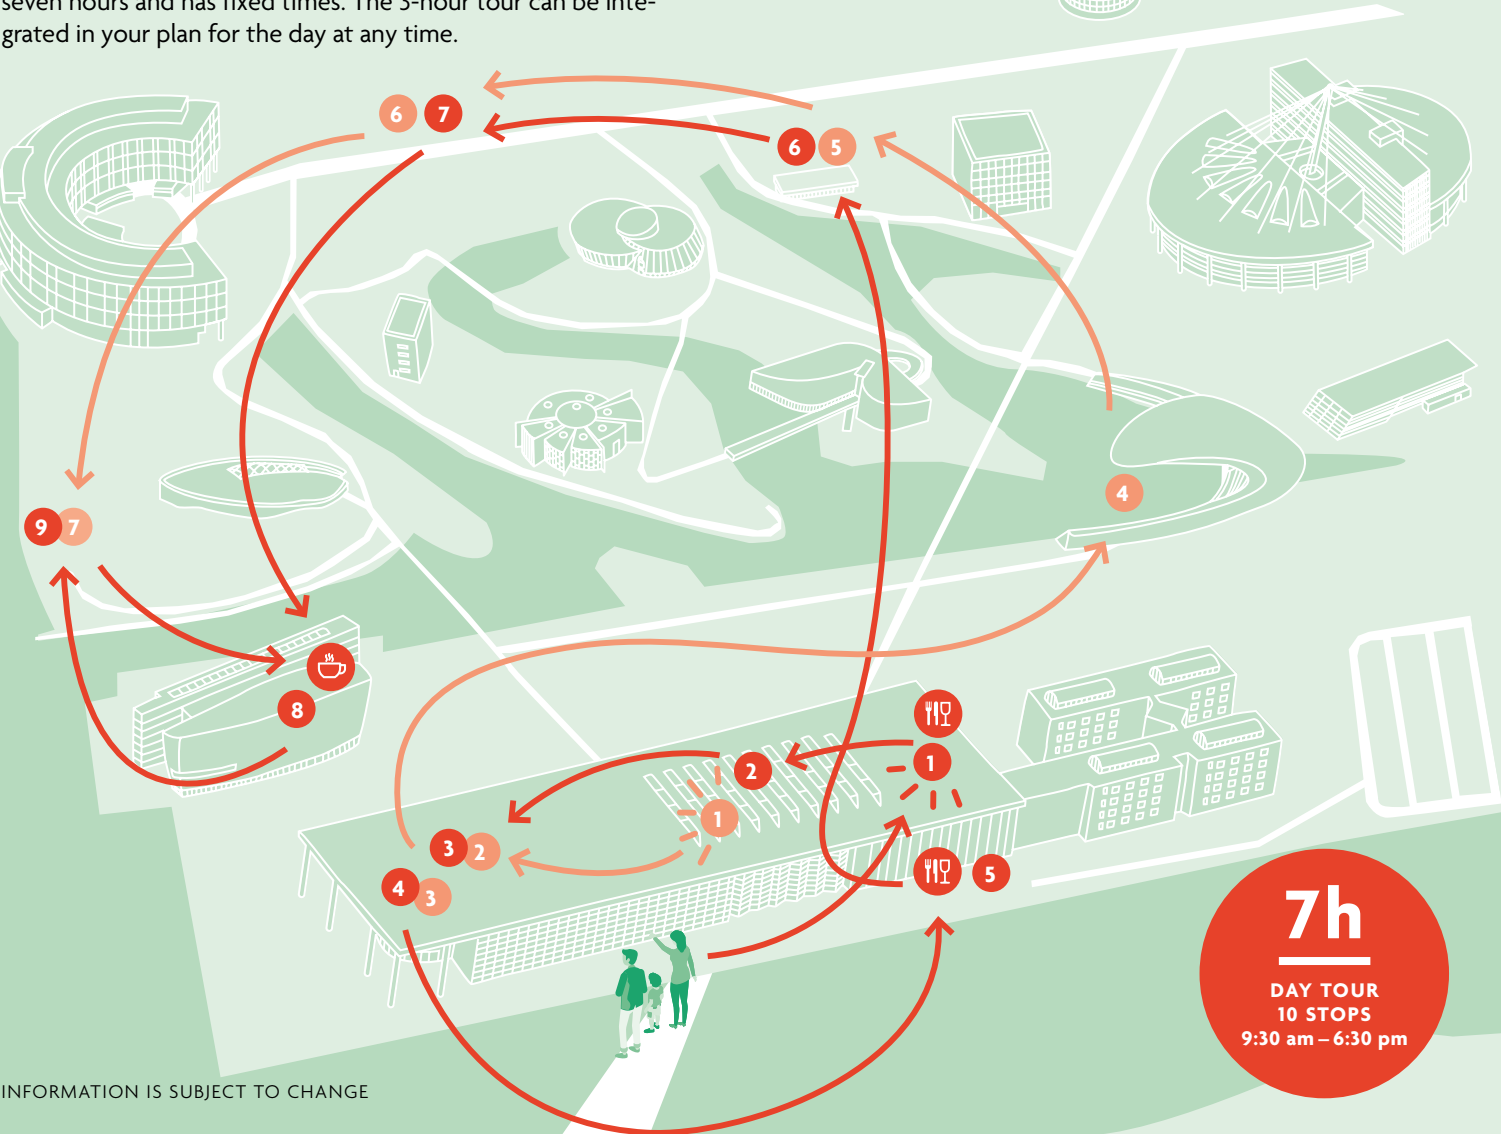 seven hours and has fixed times. The 3-hour tour can be inte-
grated in your plan for the day at any time.
6 7
6 5
4
9 7
8
2
1
1
3 2
4 3
5
7h
DAY TOUR
10 STOPS
9:30 am – 6:30 pm
INFORMATION IS SUBJECT TO CHANGE